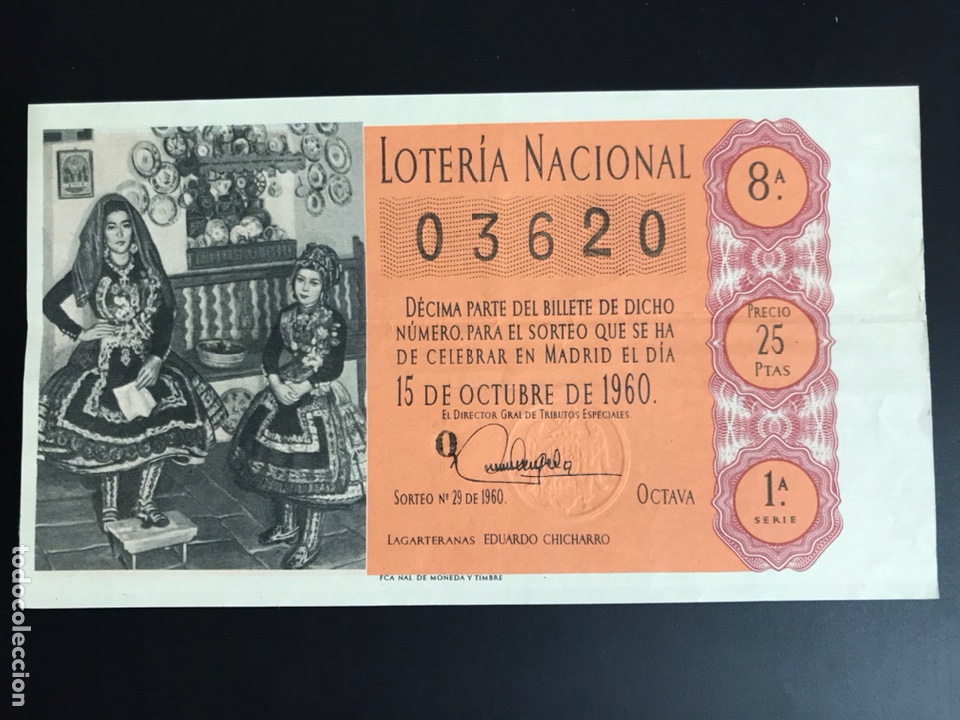 LOTERÍA NACIONAL
03620
DÉCIMA PARTE DEL BILLETE DE DICHO
NÚMERO, PARA EL SORTEO QUE SE HA
DE CELEBRAR EN MADRID EL DÍA
15 DE OCTUBRE DE 1960.
EL DIRECTOR GRAL DE TRIBUTOS ESPECIALES.
SORTEO Nº 29 DE 1960.
OCTAVA
LAGARTERANAS EDUARDO CHICHARRO
FCA NAL DE MONEDA Y TIMBRE
8.A
PRECIO
25
PTAS
1.A
SERIE
todocoleccion